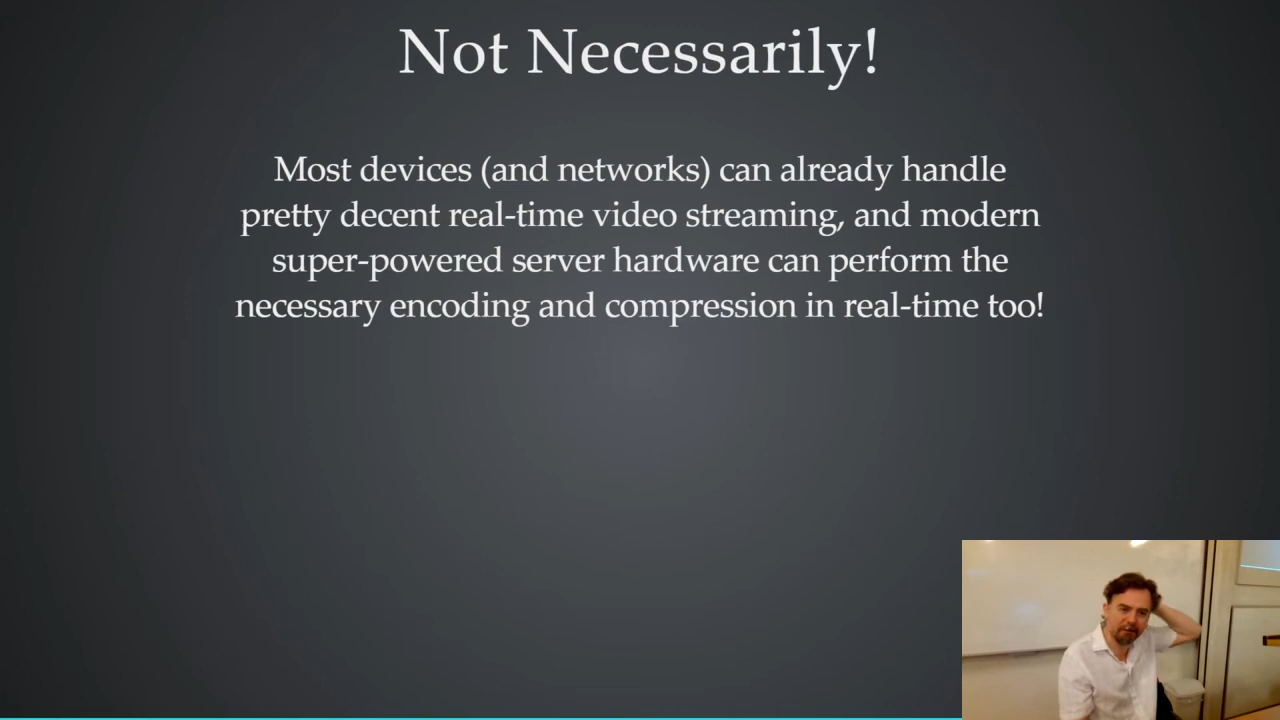 Not Necessarily!
Most devices (and networks) can already handle
pretty decent real-time video streaming, and modern
super-powered server hardware can perform the
necessary encoding and compression in real-time too!